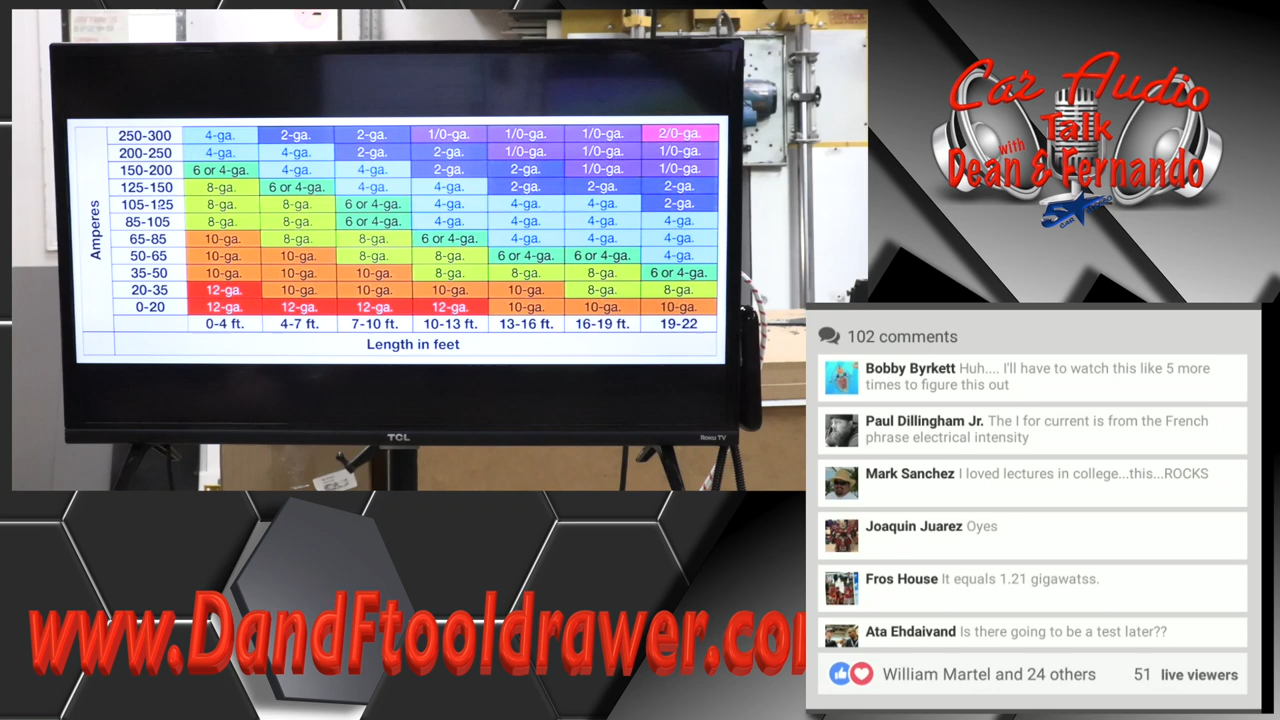 250-300 4-ga. 2-ga. 2-ga. 1/0-ga. 1/0-ga. 1/0-ga. 2/0-ga.
200-250 4-ga. 4-ga. 2-ga. 2-ga. 1/0-ga. 1/0-ga. 1/0-ga.
150-200 6 or 4-ga. 4-ga. 4-ga. 2-ga. 2-ga. 1/0-ga. 1/0-ga.
125-150 8-ga. 6 or 4-ga. 4-ga. 4-ga. 2-ga. 2-ga. 2-ga.
105-125 8-ga. 8-ga. 6 or 4-ga. 4-ga. 4-ga. 4-ga. 2-ga.
85-105 8-ga. 8-ga. 6 or 4-ga. 4-ga. 4-ga. 4-ga. 4-ga.
65-85 10-ga. 8-ga. 8-ga. 6 or 4-ga. 4-ga. 4-ga. 4-ga.
50-65 10-ga. 10-ga. 8-ga. 8-ga. 6 or 4-ga. 6 or 4-ga. 4-ga.
35-50 10-ga. 10-ga. 10-ga. 8-ga. 8-ga. 8-ga. 6 or 4-ga.
20-35 12-ga. 10-ga. 10-ga. 10-ga. 10-ga. 8-ga. 8-ga.
0-20 12-ga. 12-ga. 12-ga. 12-ga. 10-ga. 10-ga. 10-ga.
0-4 ft. 4-7 ft. 7-10 ft. 10-13 ft. 13-16 ft. 16-19 ft. 19-22
Amperes
Length in feet
TCL
Roku TV
Car Audio
Talk
with
Dean & Fernando
102 comments
Bobby Byrkett Huh.... I'll have to watch this like 5 more
times to figure this out
Paul Dillingham Jr. The I for current is from the French
phrase electrical intensity
Mark Sanchez I loved lectures in college...this...ROCKS
Joaquin Juarez Oyes
Fros House It equals 1.21 gigawatss.
Ata Ehdaivand Is there going to be a test later??
William Martel and 24 others 51 live viewers
www.DandFtooldrawer.co